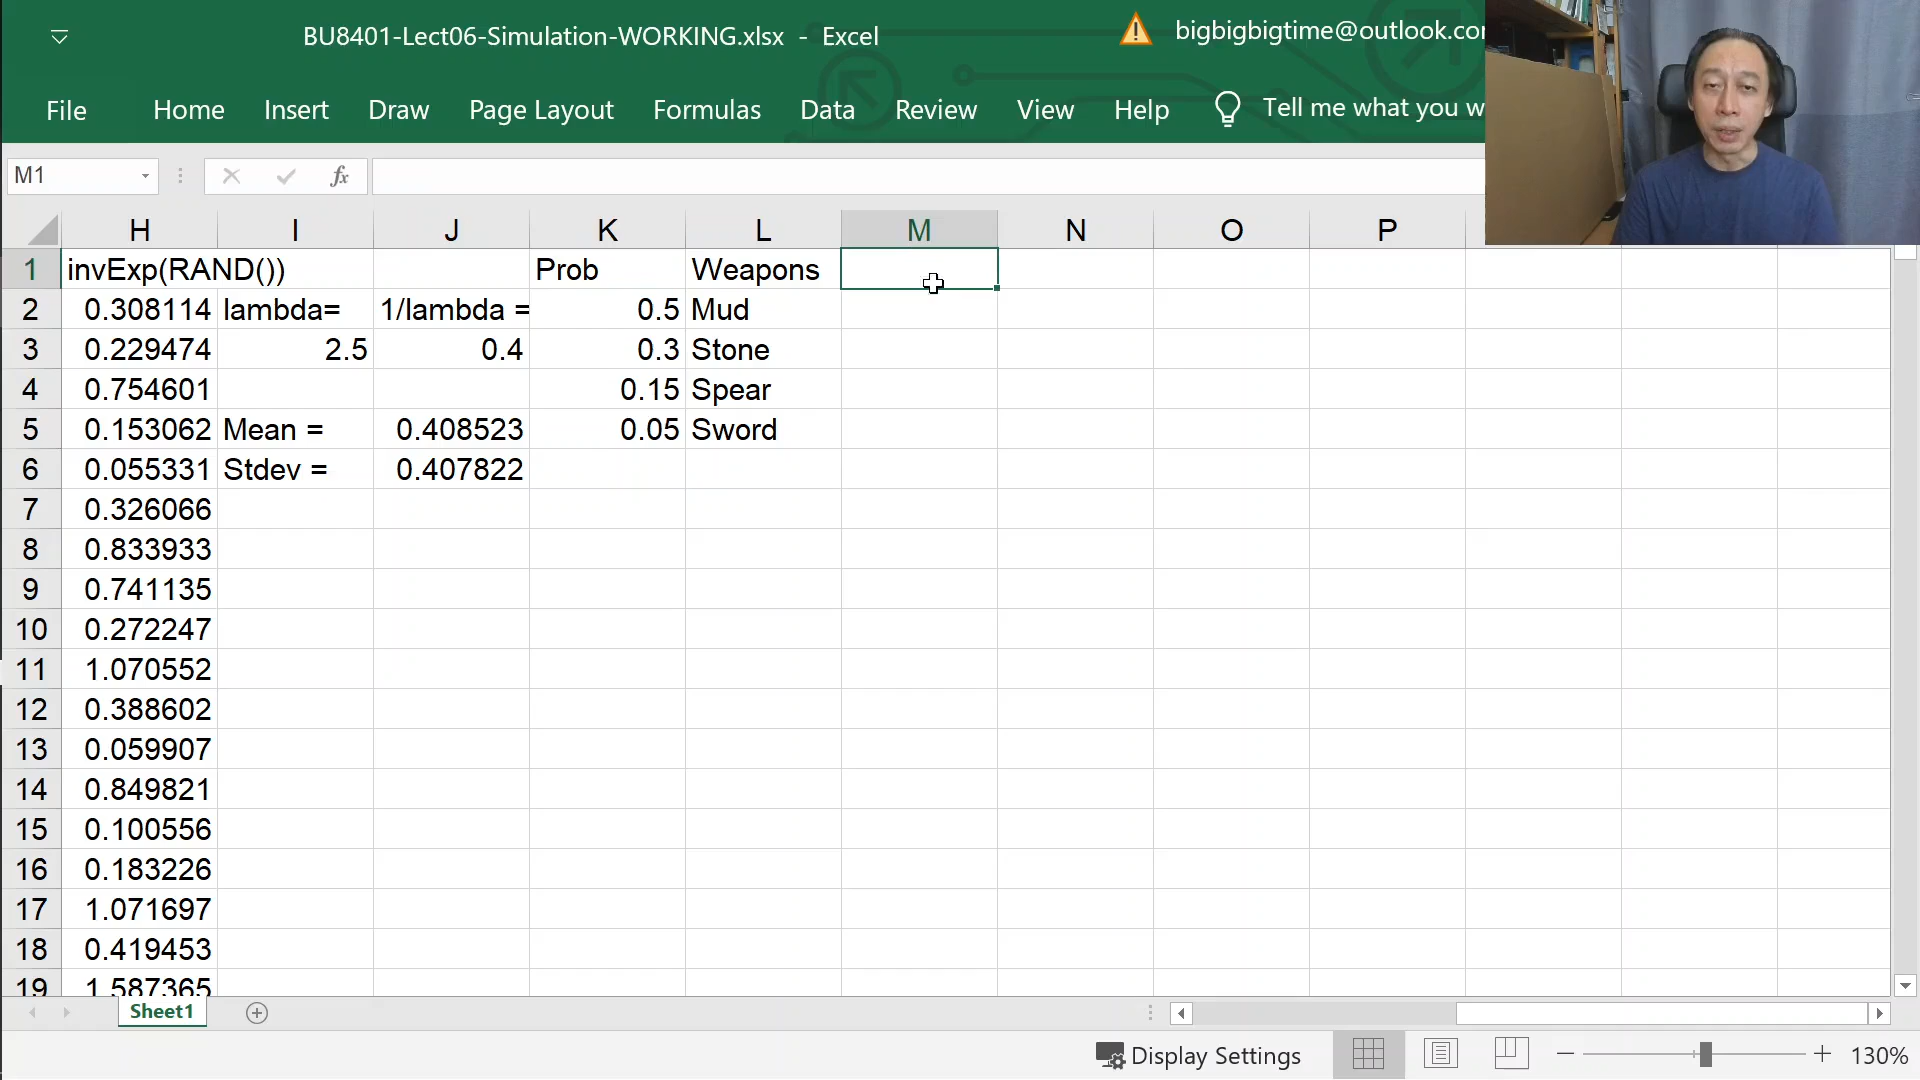 BU8401-Lect06-Simulation-WORKING.xlsx - Excel
bigbigbigtime@outlook.co
File Home Insert Draw Page Layout Formulas Data Review View Help Tell me what you w
M1 fx
H I J K L M N O P
1 invExp(RAND()) Prob Weapons
2 0.308114 lambda= 1/lambda = 0.5 Mud
3 0.229474 2.5 0.4 0.3 Stone
4 0.754601 0.15 Spear
5 0.153062 Mean = 0.408523 0.05 Sword
6 0.055331 Stdev = 0.407822
7 0.326066
8 0.833933
9 0.741135
10 0.272247
11 1.070552
12 0.388602
13 0.059907
14 0.849821
15 0.100556
16 0.183226
17 1.071697
18 0.419453
19 1.587365
Sheet1
Display Settings 130%